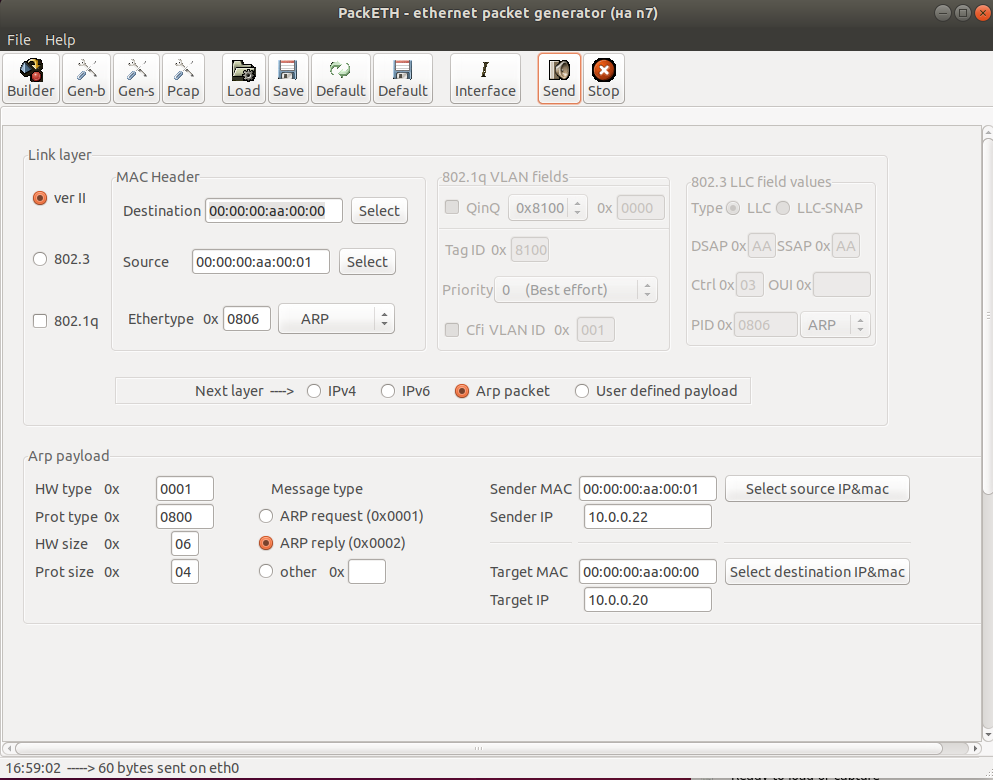 PackETH - ethernet packet generator (на n7)
File Help
Builder Gen-b Gen-s Pcap Load Save Default Default Interface Send Stop
Link layer
MAC Header
802.1q VLAN fields
802.3 LLC field values
ver II
Destination 00:00:00:aa:00:00 Select
QinQ 0x8100 0x 0000
Type LLC LLC-SNAP
802.3
Source 00:00:00:aa:00:01 Select
Tag ID 0x 8100
DSAP 0x AA SSAP 0x AA
Priority 0 (Best effort)
Ctrl 0x 03 OUI 0x
802.1q
Ethertype 0x 0806 ARP
Cfi VLAN ID 0x 001
PID 0x 0806 ARP
Next layer ----> IPv4 IPv6 Arp packet User defined payload
Arp payload
HW type 0x 0001
Message type
Sender MAC 00:00:00:aa:00:01 Select source IP&mac
Prot type 0x 0800
ARP request (0x0001)
Sender IP 10.0.0.22
HW size 0x 06
ARP reply (0x0002)
Prot size 0x 04
other 0x
Target MAC 00:00:00:aa:00:00 Select destination IP&mac
Target IP 10.0.0.20
16:59:02 -----> 60 bytes sent on eth0